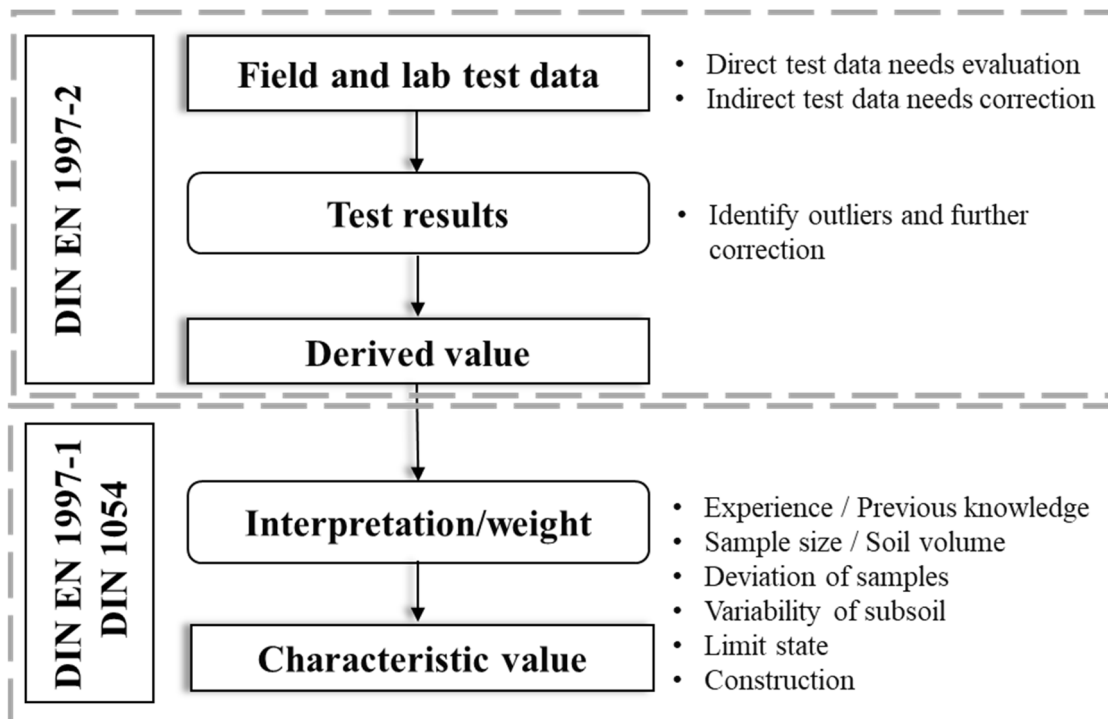 DIN EN 1997-2
Field and lab test data
• Direct test data needs evaluation
• Indirect test data needs correction
Test results
• Identify outliers and further
correction
Derived value
DIN EN 1997-1
DIN 1054
Interpretation/weight
• Experience / Previous knowledge
• Sample size / Soil volume
• Deviation of samples
• Variability of subsoil
• Limit state
• Construction
Characteristic value